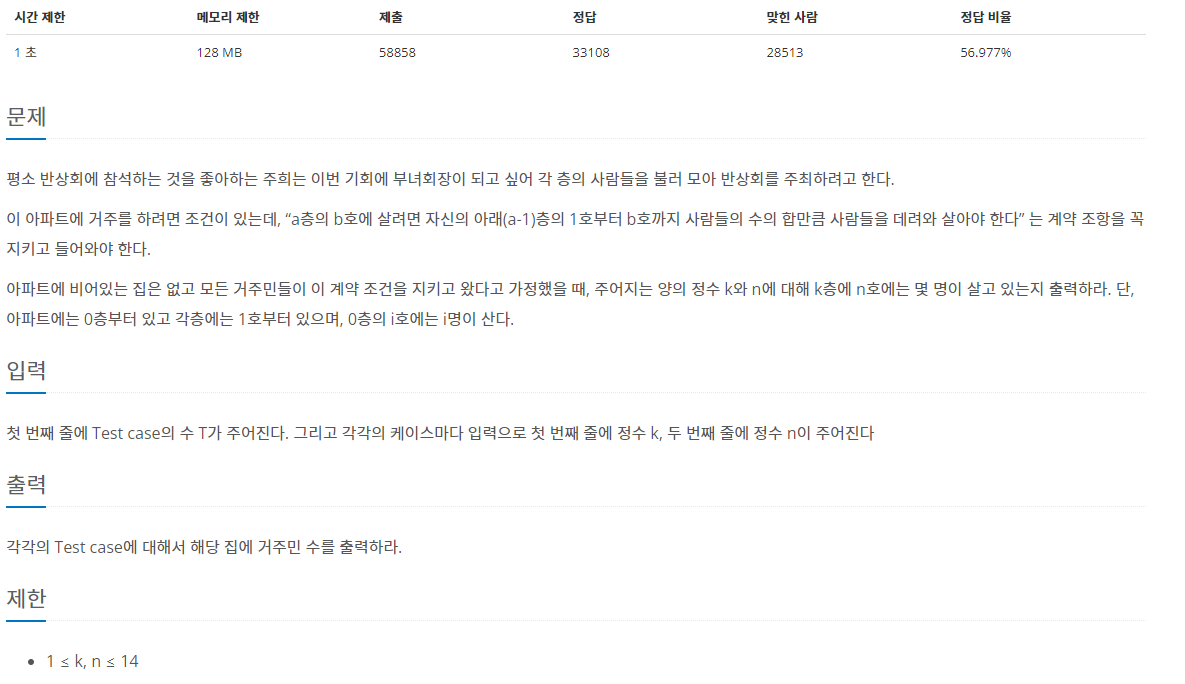 시간 제한 메모리 제한 제출 정답 맞힌 사람 정답 비율
1 초 128 MB 58858 33108 28513 56.977%
문제
평소 반상회에 참석하는 것을 좋아하는 주희는 이번 기회에 부녀회장이 되고 싶어 각 층의 사람들을 불러 모아 반상회를 주최하려고 한다.
이 아파트에 거주를 하려면 조건이 있는데, “a층의 b호에 살려면 자신의 아래(a-1)층의 1호부터 b호까지 사람들의 수의 합만큼 사람들을 데려와 살아야 한다” 는 계약 조항을 꼭
지키고 들어와야 한다.
아파트에 비어있는 집은 없고 모든 거주민들이 이 계약 조건을 지키고 왔다고 가정했을 때, 주어지는 양의 정수 k와 n에 대해 k층에 n호에는 몇 명이 살고 있는지 출력하라. 단,
아파트에는 0층부터 있고 각층에는 1호부터 있으며, 0층의 i호에는 i명이 산다.
입력
첫 번째 줄에 Test case의 수 T가 주어진다. 그리고 각각의 케이스마다 입력으로 첫 번째 줄에 정수 k, 두 번째 줄에 정수 n이 주어진다
출력
각각의 Test case에 대해서 해당 집에 거주민 수를 출력하라.
제한
• 1 ≤ k, n ≤ 14